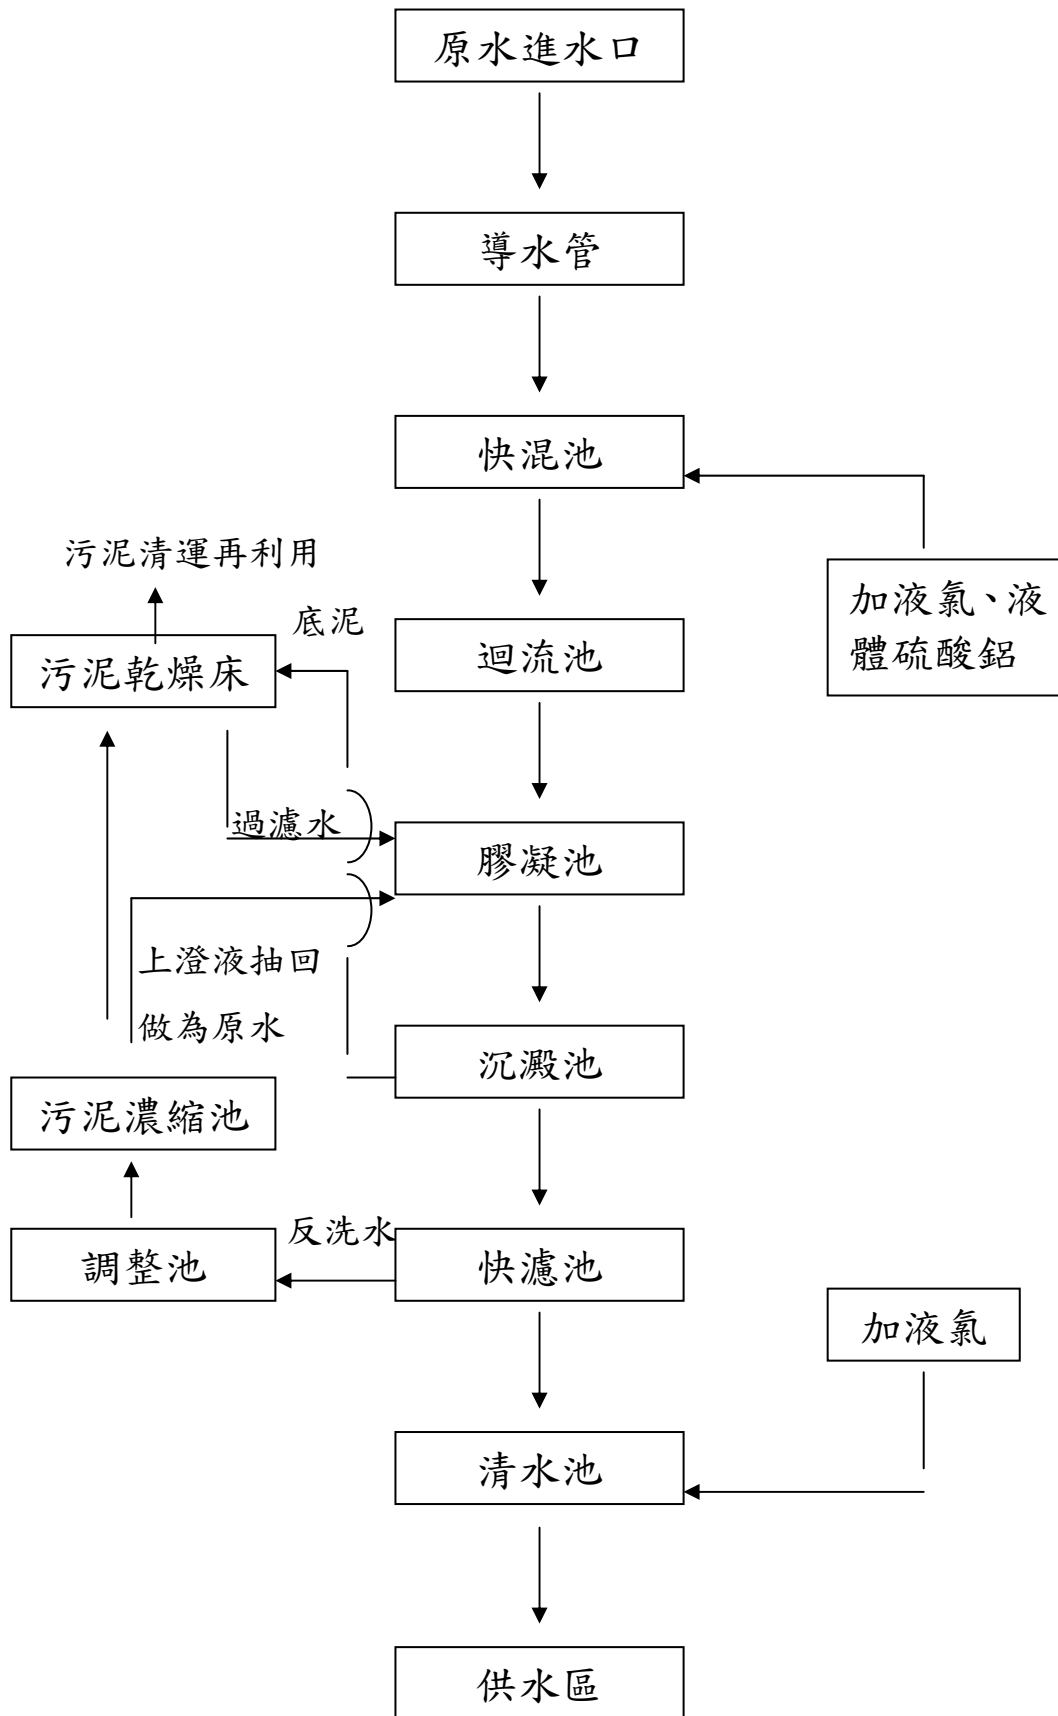 原水進水口
導水管
快混池
污泥清運再利用
加液氯、液
體硫酸鋁
底泥
迴流池
污泥乾燥床
過濾水
膠凝池
上澄液抽回
做為原水
沉澱池
污泥濃縮池
反洗水
調整池
快濾池
加液氯
清水池
供水區